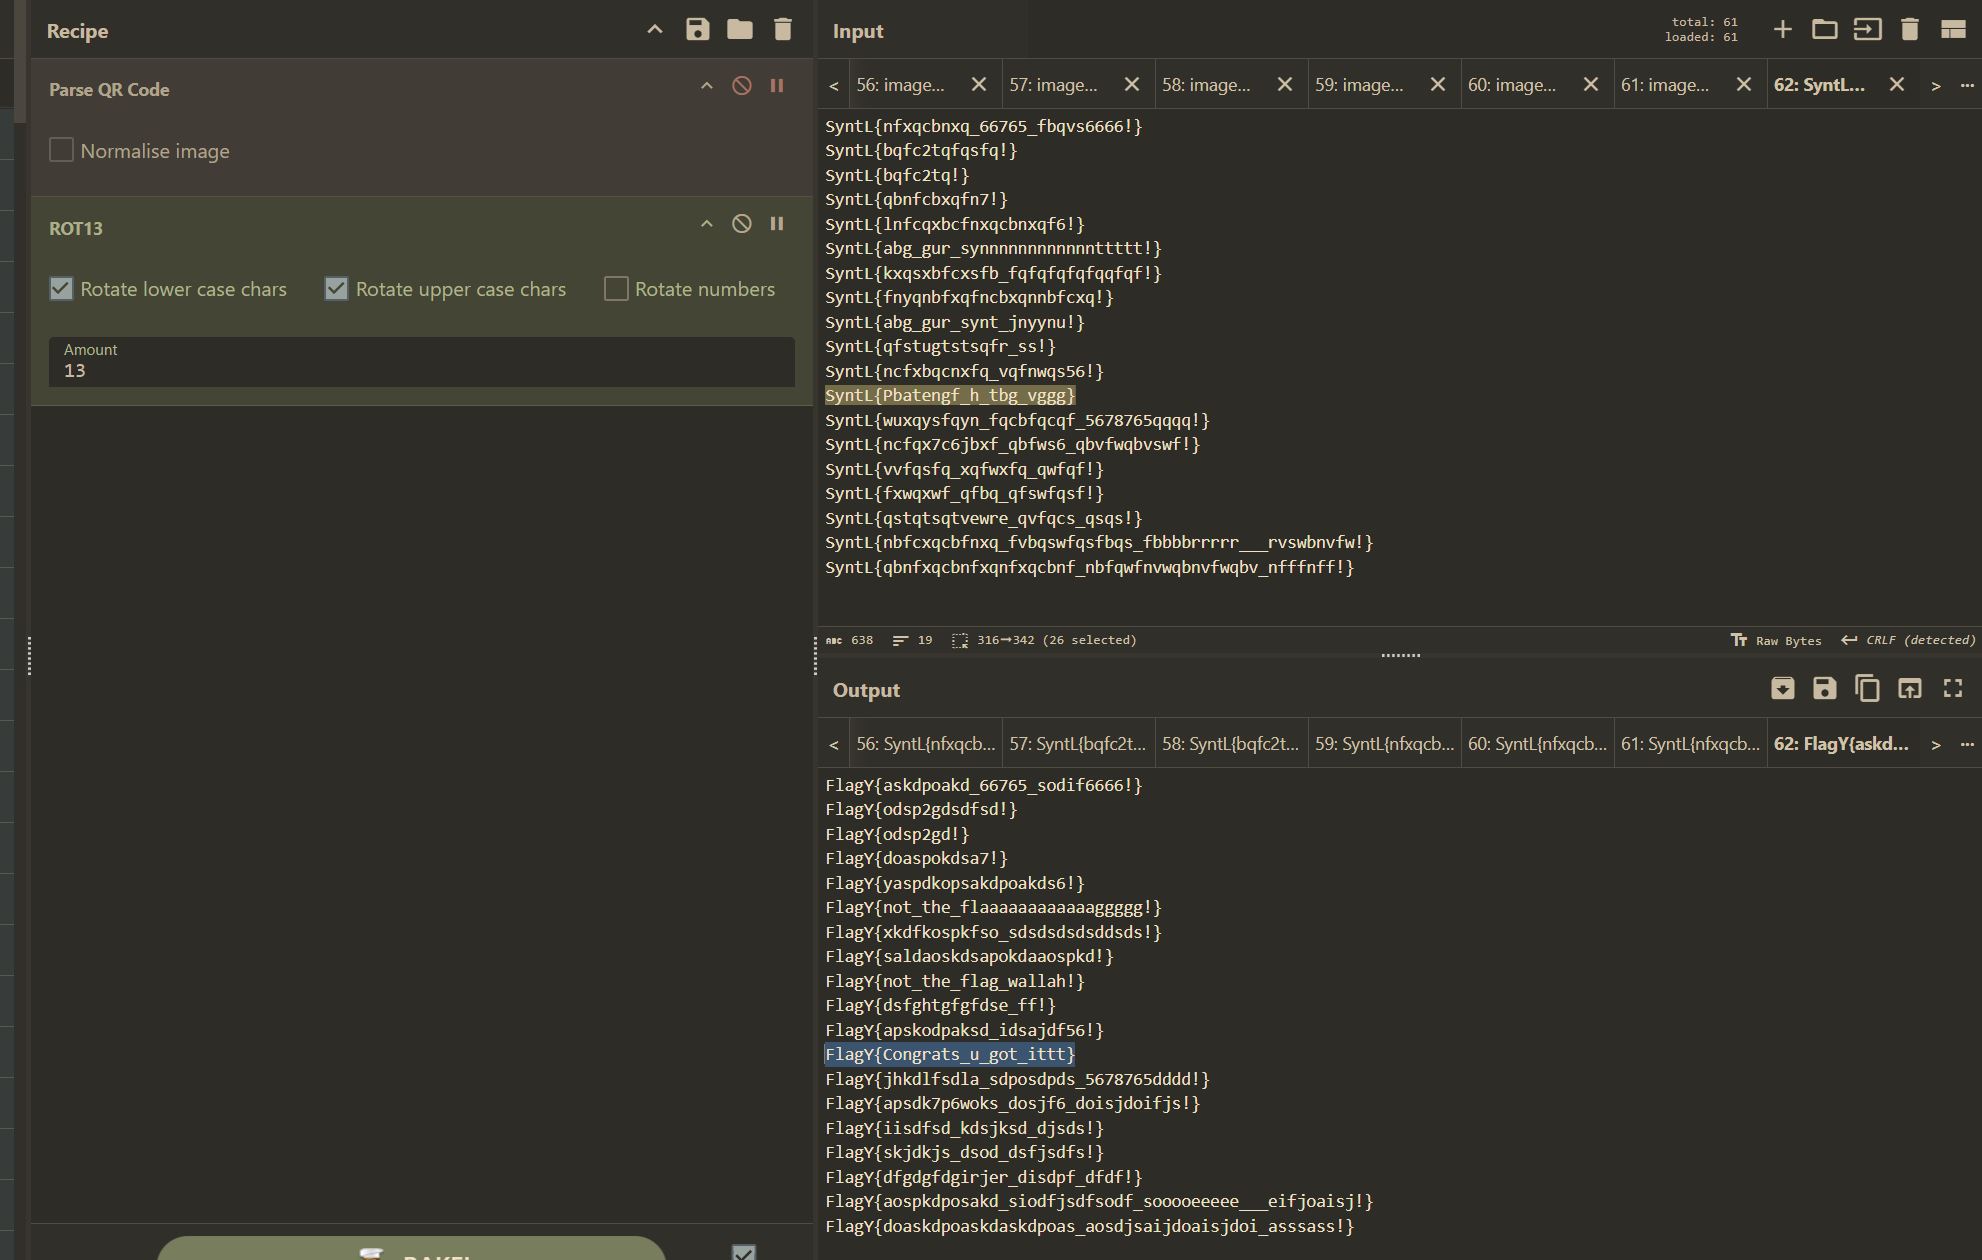 Recipe
Parse QR Code
Normalise image
ROT13
Rotate lower case chars
Rotate upper case chars
Rotate numbers
Amount
13
Input
total: 61
loaded: 61
< 56: image... 57: image... 58: image... 59: image... 60: image... 61: image... 62: SyntL... > ...
SyntL{nfxqcbnxq_66765_fbqvs6666!}
SyntL{bqfc2tqfqsfq!}
SyntL{bqfc2tq!}
SyntL{qbnfcbxqfn7!}
SyntL{lnfcqxbcfnxqcbnxqf6!}
SyntL{abg_gur_synnnnnnnnnnnnttttt!}
SyntL{kxqsxbfcxsfb_fqfqfqfqfqqfqf!}
SyntL{fnyqnbfxqfncbxqnnbfcxq!}
SyntL{abg_gur_synt_jnyynu!}
SyntL{qfstugtstsqfr_ss!}
SyntL{ncfxbqcnxfq_vqfnwqs56!}
SyntL{Pbatengf_h_tbg_vggg}
SyntL{wuxqysfqyn_fqcbfqcqf_5678765qqqq!}
SyntL{ncfqx7c6jbxf_qbfws6_qbvfwqbvswf!}
SyntL{vvfqsfq_xqfwxfq_qwfqf!}
SyntL{fxwqxwf_qfbq_qfswfqsf!}
SyntL{qstqtsqtvewre_qvfqcs_qsqs!}
SyntL{nbfcxqcbfnxq_fvbqswfqsfbqs_fbbbbrrrrr___rvswbnvfw!}
SyntL{qbnfxqcbnfxqnfxqcbnf_nbfqwfnvwqbnvfwqbv_nfffnff!}
ABC 638 19 316→342 (26 selected)
Raw Bytes CRLF (detected)
Output
< 56: SyntL{nfxqcb... 57: SyntL{bqfc2t... 58: SyntL{bqfc2t... 59: SyntL{nfxqcb... 60: SyntL{nfxqcb... 61: SyntL{nfxqcb... 62: FlagY{askd... > ...
FlagY{askdpoakd_66765_sodif6666!}
FlagY{odsp2gdsdfsd!}
FlagY{odsp2gd!}
FlagY{doaspokdsa7!}
FlagY{yaspdkopsakdpoakds6!}
FlagY{not_the_flaaaaaaaaaaaaggggg!}
FlagY{xkdfkospkfso_sdsdsdsdsddsds!}
FlagY{saldaoskdsapokdaaospkd!}
FlagY{not_the_flag_wallah!}
FlagY{dsfghtgfgfdse_ff!}
FlagY{apskodpaksd_idsajdf56!}
FlagY{Congrats_u_got_ittt}
FlagY{jhkdlfsdla_sdposdpds_5678765dddd!}
FlagY{apsdk7p6woks_dosjf6_doisjdoifjs!}
FlagY{iisdfsd_kdsjksd_djsds!}
FlagY{skjdkjs_dsod_dsfjsdfs!}
FlagY{dfgdgfdgirjer_disdpf_dfdf!}
FlagY{aospkdposakd_siodfjsdfsodf_sooooeeeee___eifjoaisj!}
FlagY{doaskdpoaskdaskdpoas_aosdjsaijdoaisjdoi_asssass!}